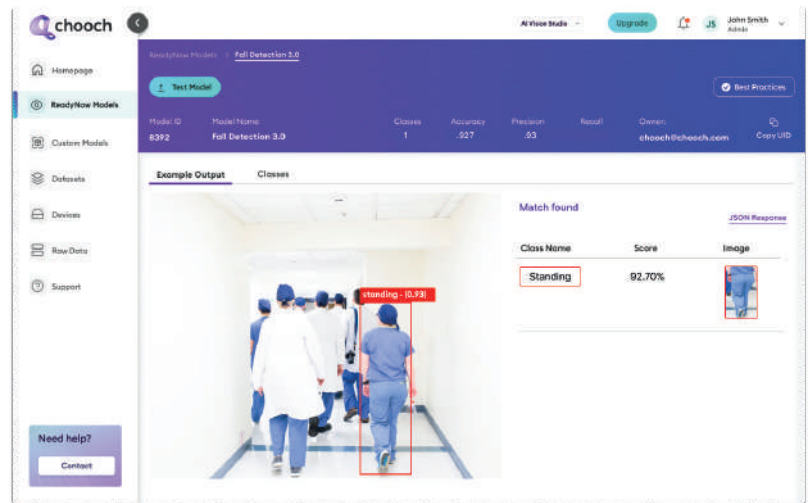 chooch
AI Vision Studio
Upgrade
JS
John Smith
Admin
Homepage
ReadyNow Models
Custom Models
Datasets
Devices
Raw Data
Support
Need help?
Contact
ReadyNow Models
Fall Detection 3.0
Test Model
Best Practices
Model ID
Model Name
Classes
Accuracy
Precision
Recall
Owner:
8392
Fall Detection 3.0
1
.927
.93
chooch@chooch.com
Copy UID
Example Output
Classes
standing - (0.93)
Match found
JSON Response
Class Name
Score
Image
Standing
92.70%